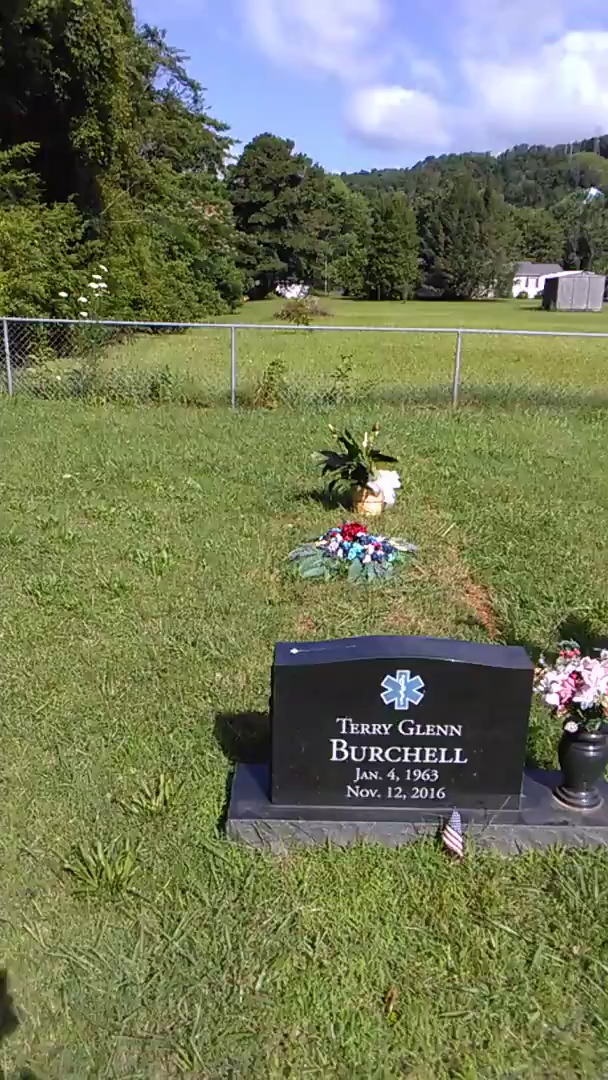 Terry Glenn
Burchell
Jan. 4, 1963
Nov. 12, 2016